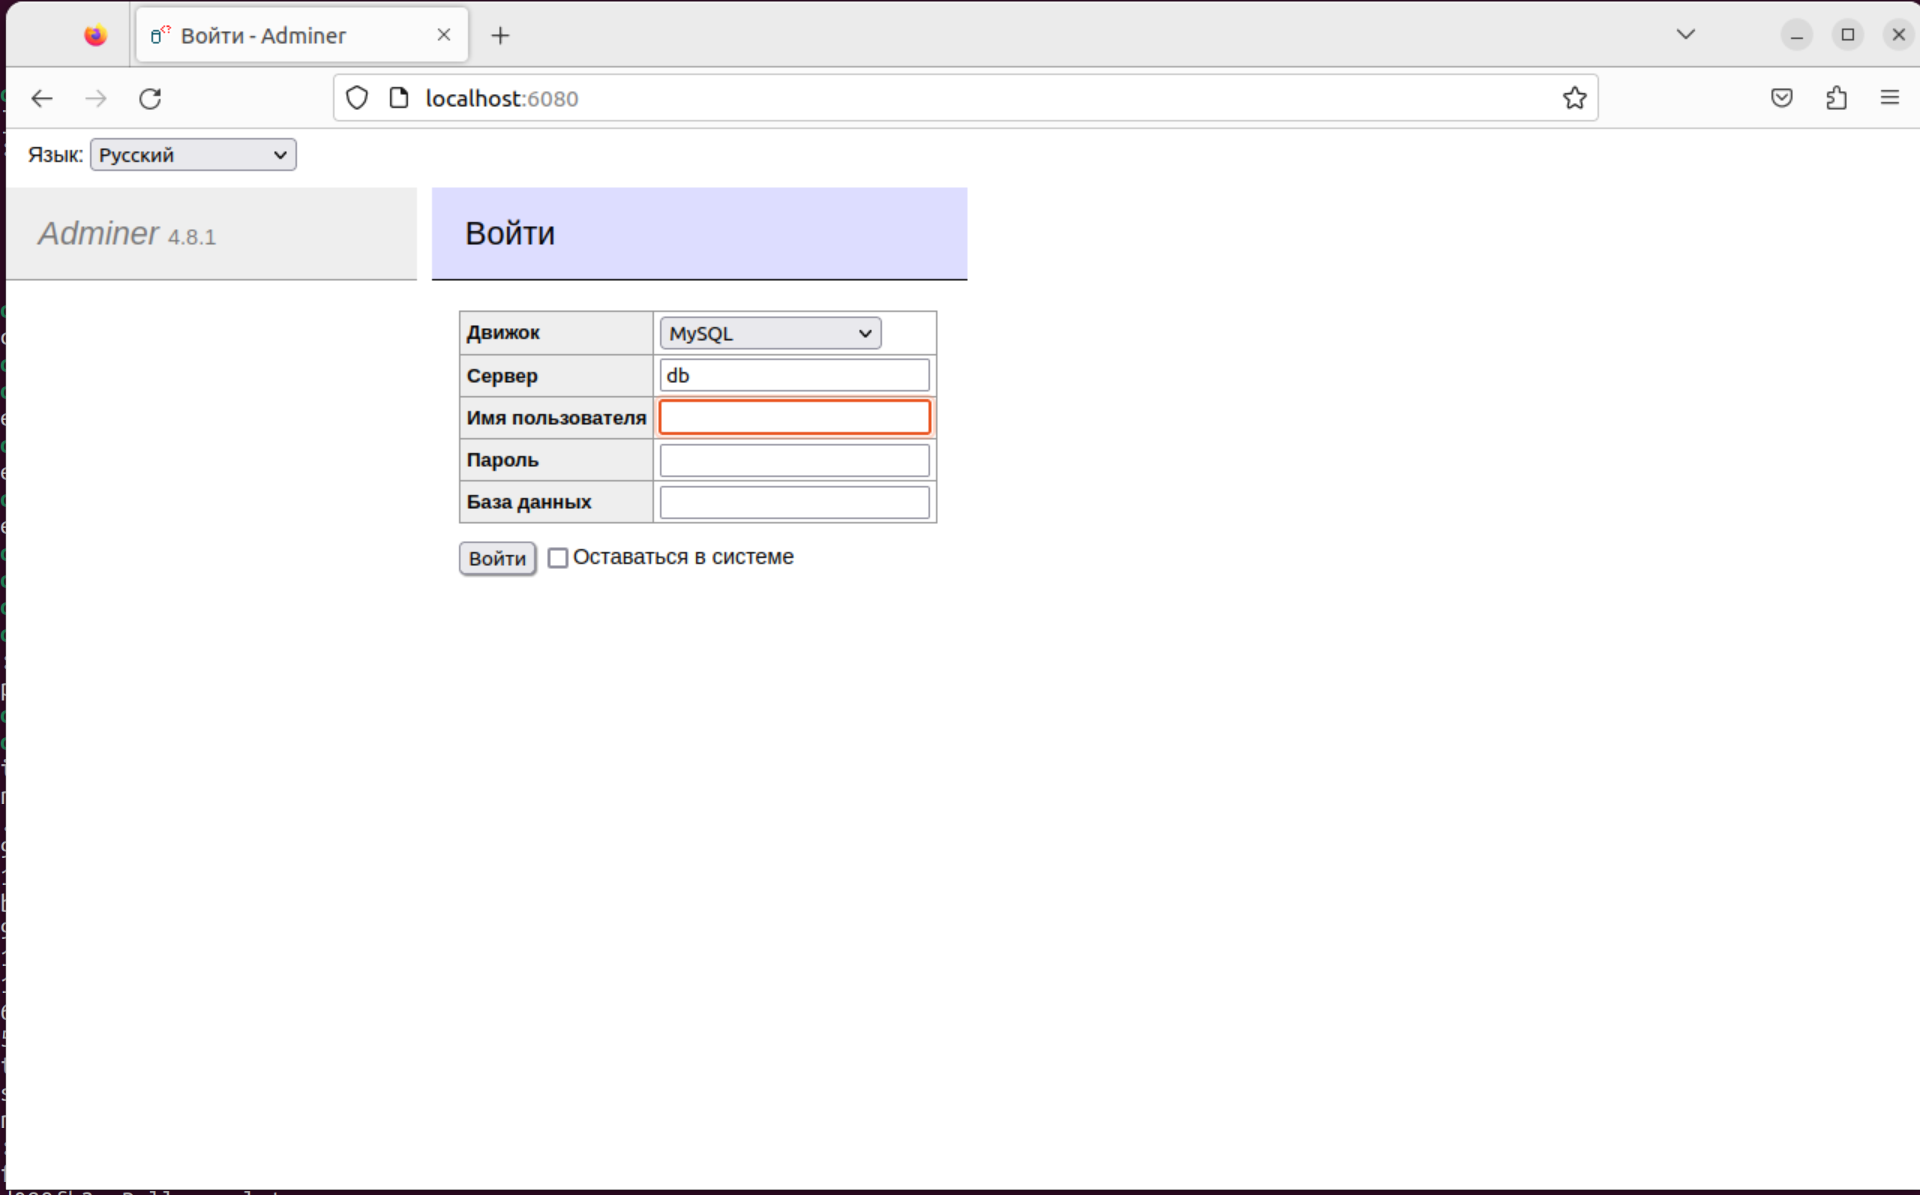 Войти - Adminer
localhost:6080
Язык: Русский
Adminer 4.8.1
Войти
Движок MySQL
Сервер db
Имя пользователя
Пароль
База данных
Войти Оставаться в системе